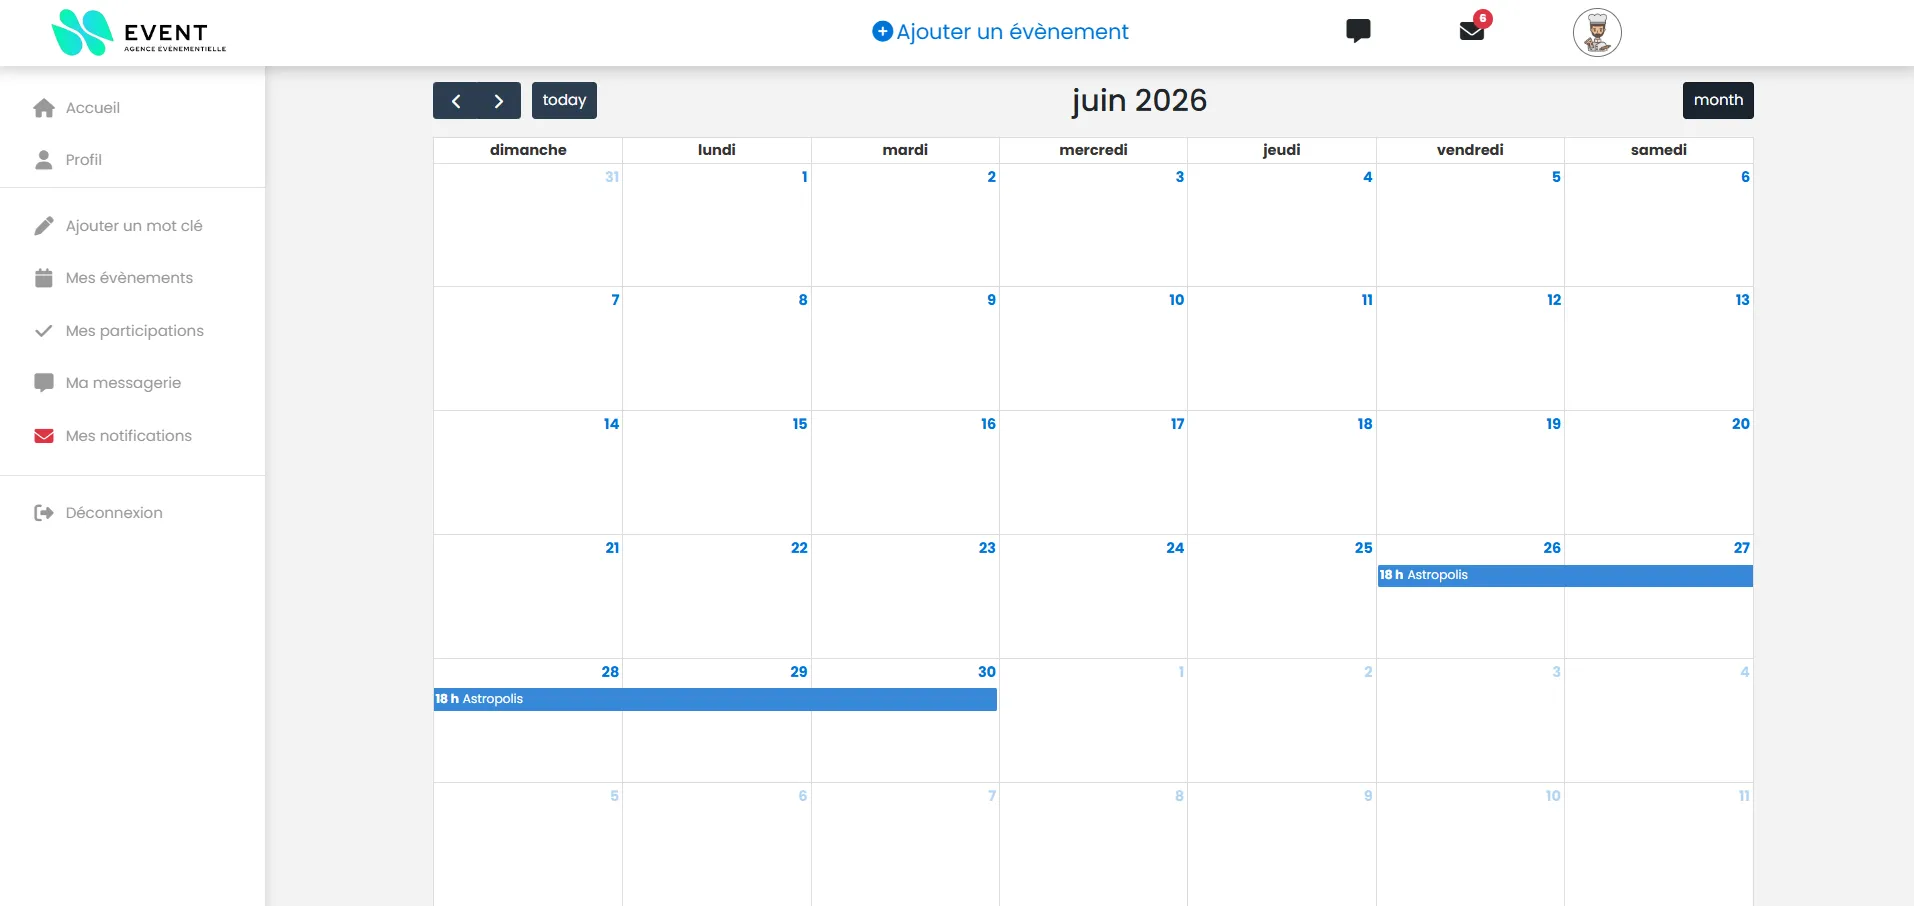 EVENT
AGENCE ÉVÈNEMENTIELLE
Ajouter un évènement
6
Accueil
Profil
Ajouter un mot clé
Mes évènements
Mes participations
Ma messagerie
Mes notifications
Déconnexion
today
juin 2026
month
dimanche lundi mardi mercredi jeudi vendredi samedi
31 1 2 3 4 5 6
7 8 9 10 11 12 13
14 15 16 17 18 19 20
21 22 23 24 25 26 27
18 h Astropolis
28 29 30 1 2 3 4
18 h Astropolis
5 6 7 8 9 10 11